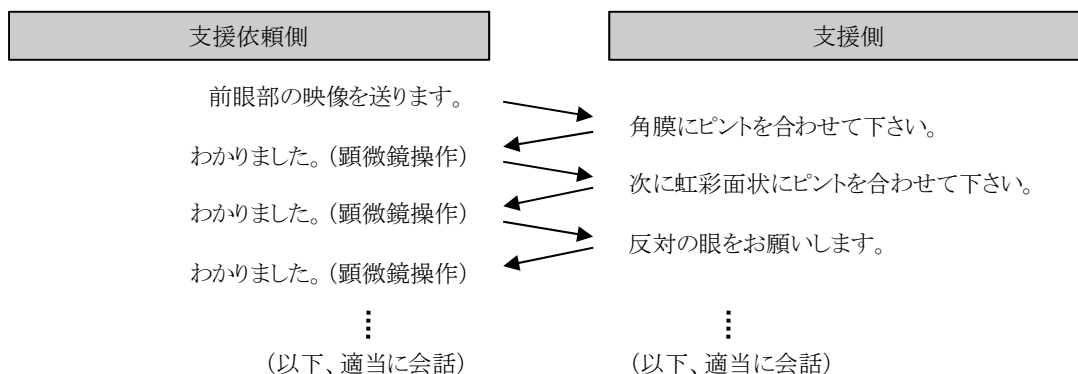 支援依頼側
支援側
前眼部の映像を送ります。
角膜にピントを合わせて下さい。
わかりました。(顕微鏡操作)
次に虹彩面状にピントを合わせて下さい。
わかりました。(顕微鏡操作)
反対の眼をお願いします。
わかりました。(顕微鏡操作)
(以下、適当に会話)
(以下、適当に会話)